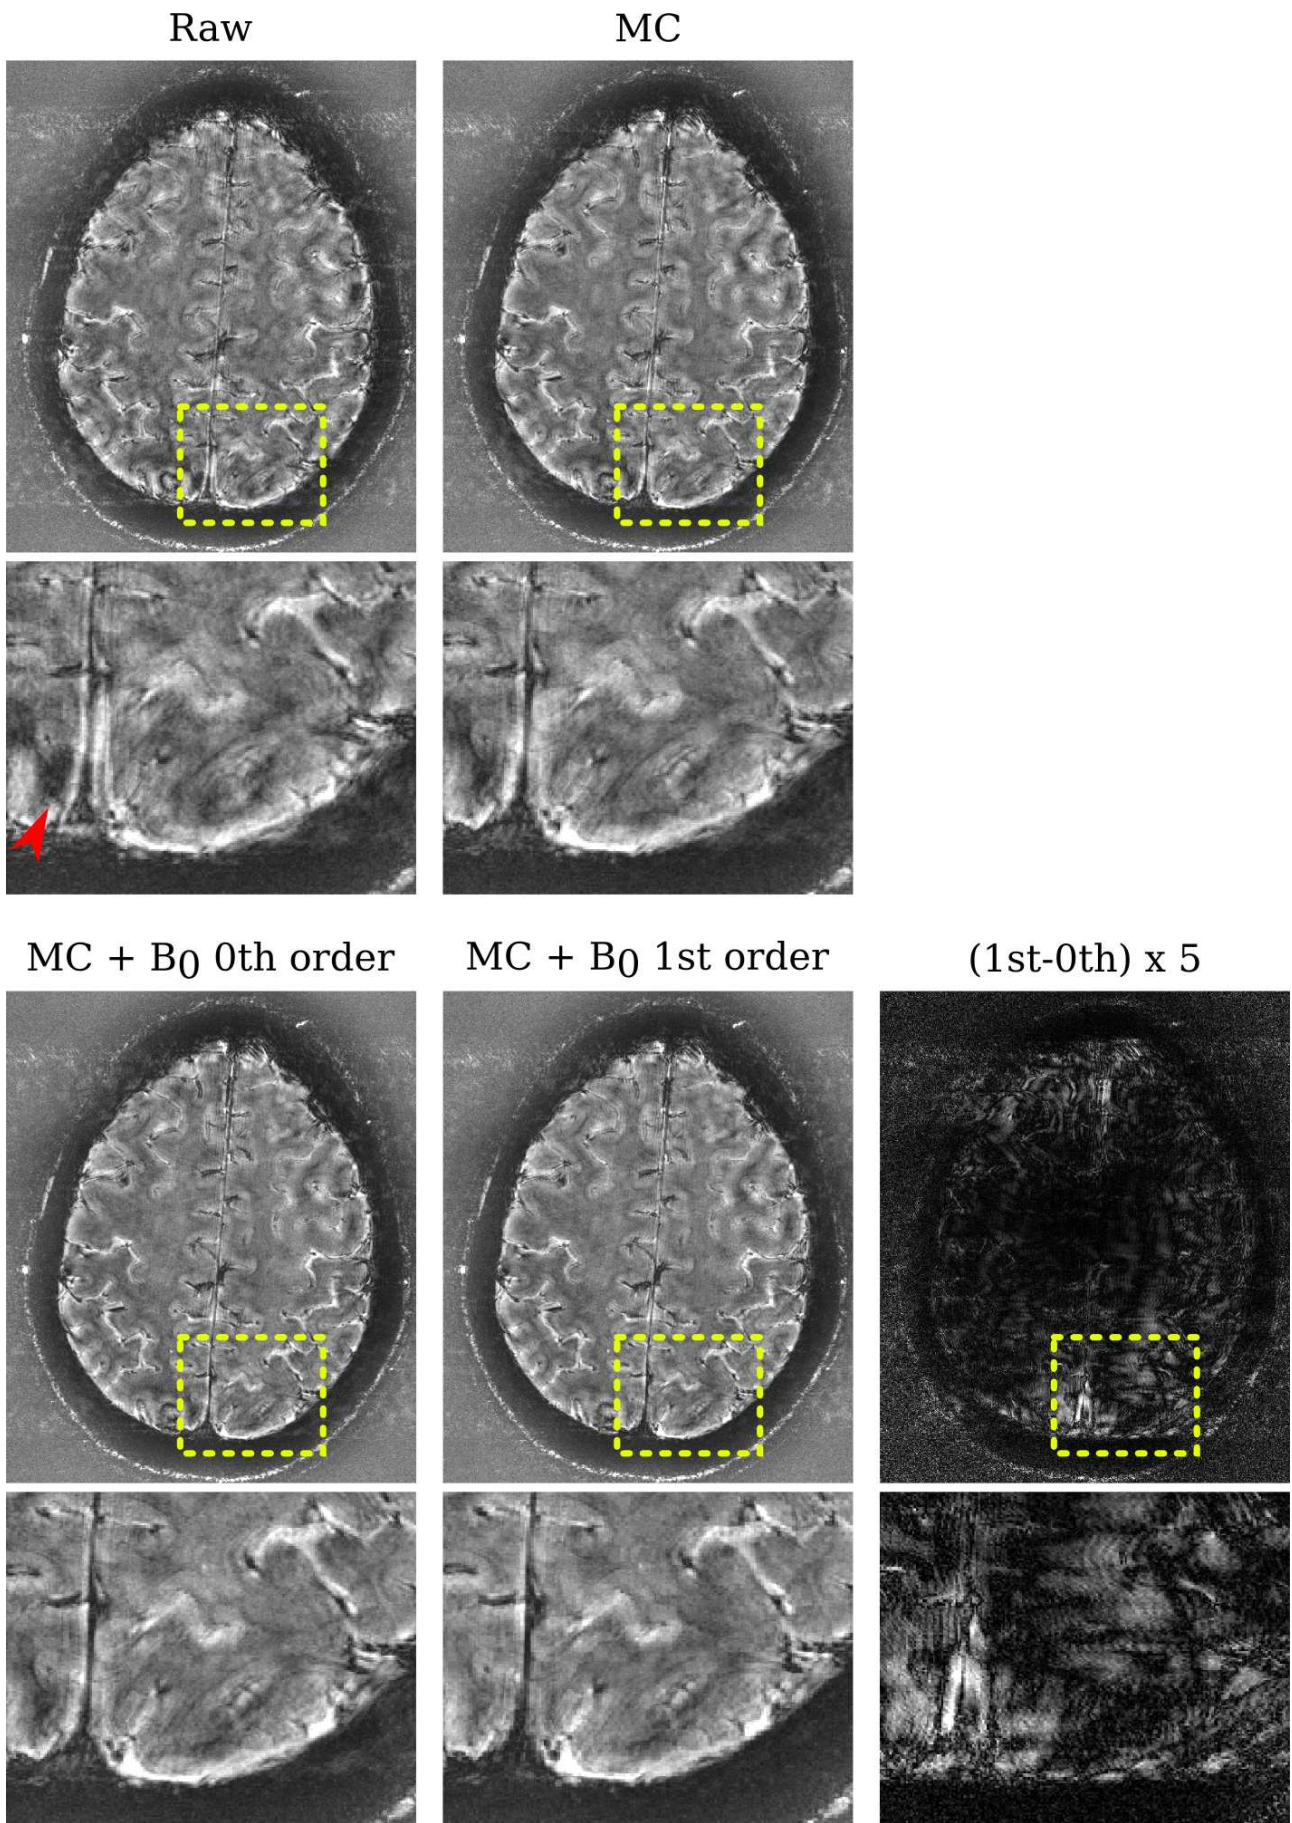 Raw
MC
MC + B0 0th order
MC + B0 1st order
(1st-0th) x 5